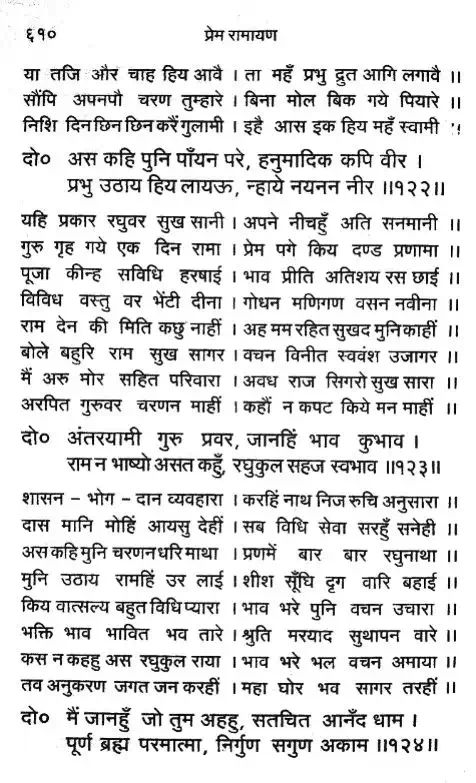 ६१० प्रेम रामायण
या तजि और चाह हिय आवै । ता महँ प्रभु द्रुत आगि लगावै ॥
सौंपि अपनपौ चरण तुम्हारे । बिना मोल बिक गये पियारे ॥
निशि दिन छिन छिन करैं गुलामी । इहै आस इक हिय महँ स्वामी ॥
दो० अस कहि पुनि पाँयन परे, हनुमादिक कपि वीर ।
प्रभु उठाय हिय लायऊ, न्हाये नयनन नीर ॥१२२॥
यहि प्रकार रघुवर सुख सानी । अपने नीचहुँ अति सनमानी ॥
गुरु गृह गये एक दिन रामा । प्रेम पगे किय दण्ड प्रणामा ॥
पूजा कीन्ह सविधि हरषाई । भाव प्रीति अतिशय रस छाई ॥
विविध वस्तु वर भेंटी दीना । गोधन मणिगण वसन नवीना ॥
राम देन की मिति कछु नाहीं । अह मम रहित सुखद मुनि काहीं ॥
बोले बहुरि राम सुख सागर । वचन विनीत स्ववंश उजागर ॥
मैं अरु मोर सहित परिवारा । अवध राज सिगरो सुख सारा ॥
अरपित गुरुवर चरणन माहीं । कहौं न कपट किये मन माहीं ॥
दो० अंतरयामी गुरु प्रवर, जानहिं भाव कुभाव ।
राम न भाष्यो असत कहुँ, रघुकुल सहज स्वभाव ॥१२३॥
शासन – भोग – दान व्यवहारा । करहिं नाथ निज रुचि अनुसारा ॥
दास मानि मोहिं आयसु देहीं । सब विधि सेवा सरहुँ सनेही ॥
अस कहि मुनि चरणन धरि माथा । प्रणमें बार बार रघुनाथा ॥
मुनि उठाय रामहिं उर लाई । शीश सूँघि दृग वारि बहाई ॥
किय वात्सल्य बहुत विधि प्यारा । भाव भरे पुनि वचन उचारा ॥
भक्ति भाव भावित भव तारे । श्रुति मरयाद सुथापन वारे ॥
कस न कहहु अस रघुकुल राया । भाव भरे भल वचन अमाया ॥
तव अनुकरण जगत जन करहीं । महा घोर भव सागर तरहीं ॥
दो० मैं जानहुँ जो तुम अहहु, सतचित आनँद धाम ।
पूर्ण ब्रह्म परमात्मा, निर्गुण सगुण अकाम ॥१२४॥